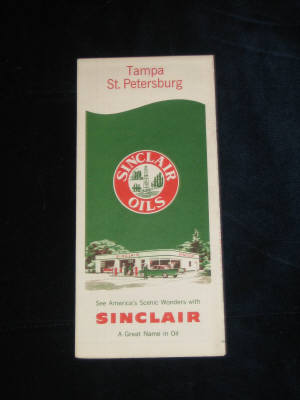 Tampa
St. Petersburg
SINCLAIR
OILS
See America's Scenic Wonders with
SINCLAIR
A Great Name in Oil